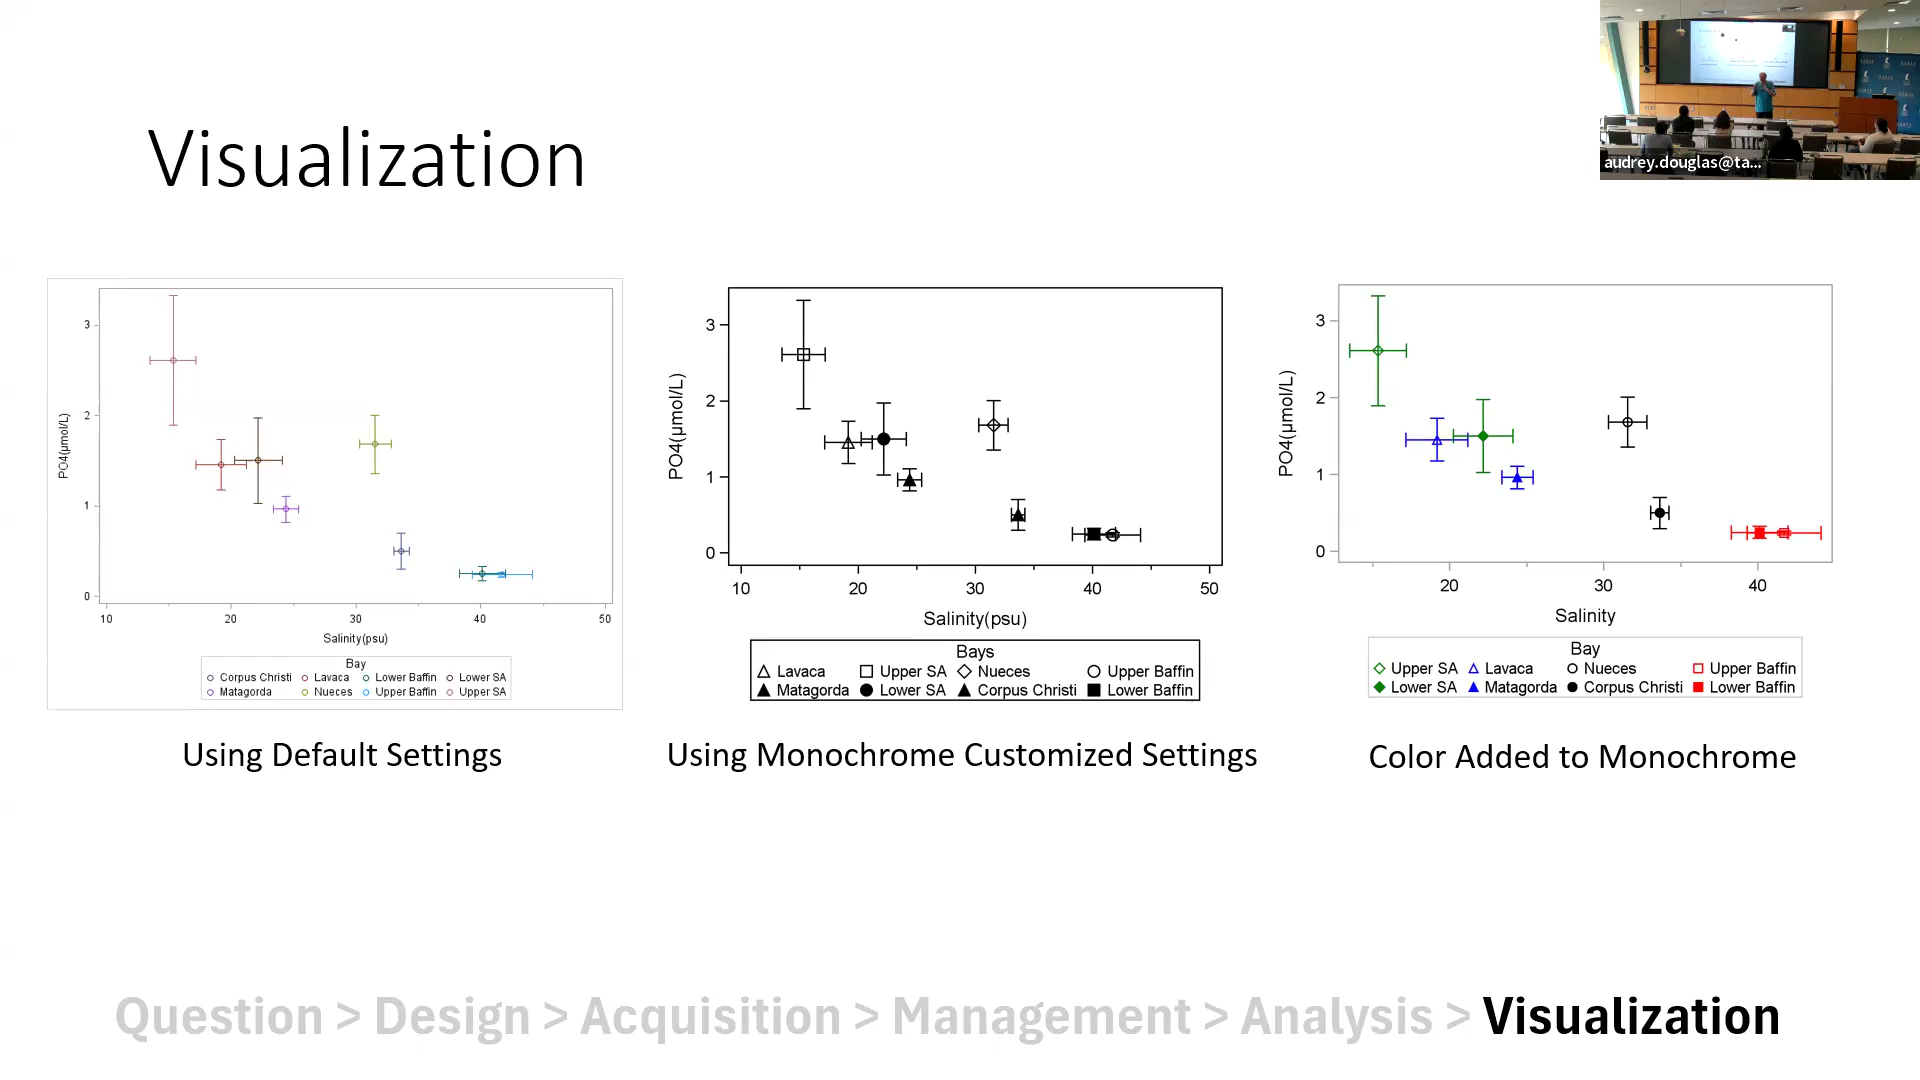 Visualization
audrey.douglas@ta...
3
2
1
0
PO4(µmol/L)
10 20 30 40 50
Salinity(psu)
Bay
Corpus Christi Lavaca Lower Baffin Lower SA
Matagorda Nueces Upper Baffin Upper SA
Using Default Settings
3
2
1
0
PO4(µmol/L)
10 20 30 40 50
Salinity(psu)
Bays
Lavaca Upper SA Nueces Upper Baffin
Matagorda Lower SA Corpus Christi Lower Baffin
Using Monochrome Customized Settings
3
2
1
0
PO4(µmol/L)
20 30 40
Salinity
Bay
Upper SA Lavaca Nueces Upper Baffin
Lower SA Matagorda Corpus Christi Lower Baffin
Color Added to Monochrome
Question > Design > Acquisition > Management > Analysis > Visualization